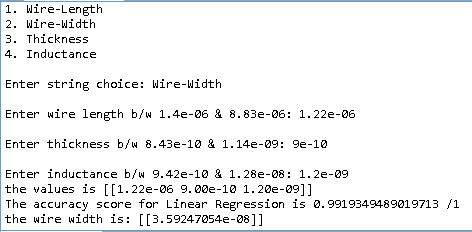 1. Wire-Length
2. Wire-Width
3. Thickness
4. Inductance
Enter string choice: Wire-Width
Enter wire length b/w 1.4e-06 & 8.83e-06: 1.22e-06
Enter thickness b/w 8.43e-10 & 1.14e-09: 9e-10
Enter inductance b/w 9.42e-10 & 1.28e-08: 1.2e-09
the values is [[1.22e-06 9.00e-10 1.20e-09]]
The accuracy score for Linear Regression is 0.9919349489019713 /1
the wire width is: [[3.59247054e-08]]